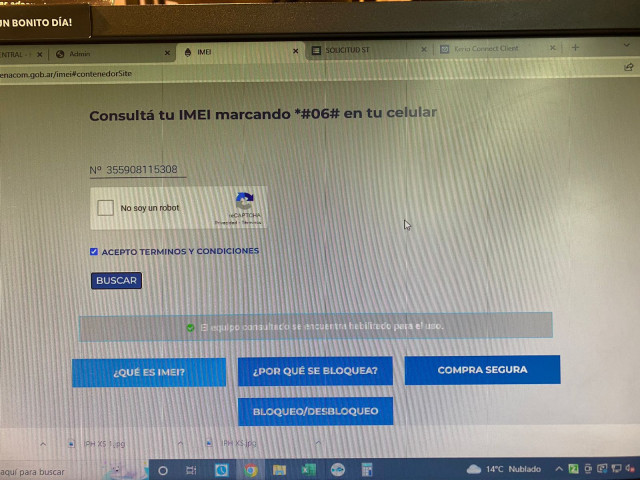 UN BONITO DÍA!
ENTRAL -
Admin
IMEI
SOLICITUD ST
Xeno Connect Client
enacom.gob.ar/imei#contenedorSite
Consultá tu IMEI marcando *#06# en tu celular
Nº 355908115308
No soy un robot
reCAPTCHA
Privacidad - Términos
ACEPTO TERMINOS Y CONDICIONES
BUSCAR
El equipo consultado se encuentra habilitado para el uso.
¿QUÉ ES IMEI?
¿POR QUÉ SE BLOQUEA?
COMPRA SEGURA
BLOQUEO/DESBLOQUEO
IPH XS 1.jpg
IPH XS.jpg
aquí para buscar
14°C Nublado